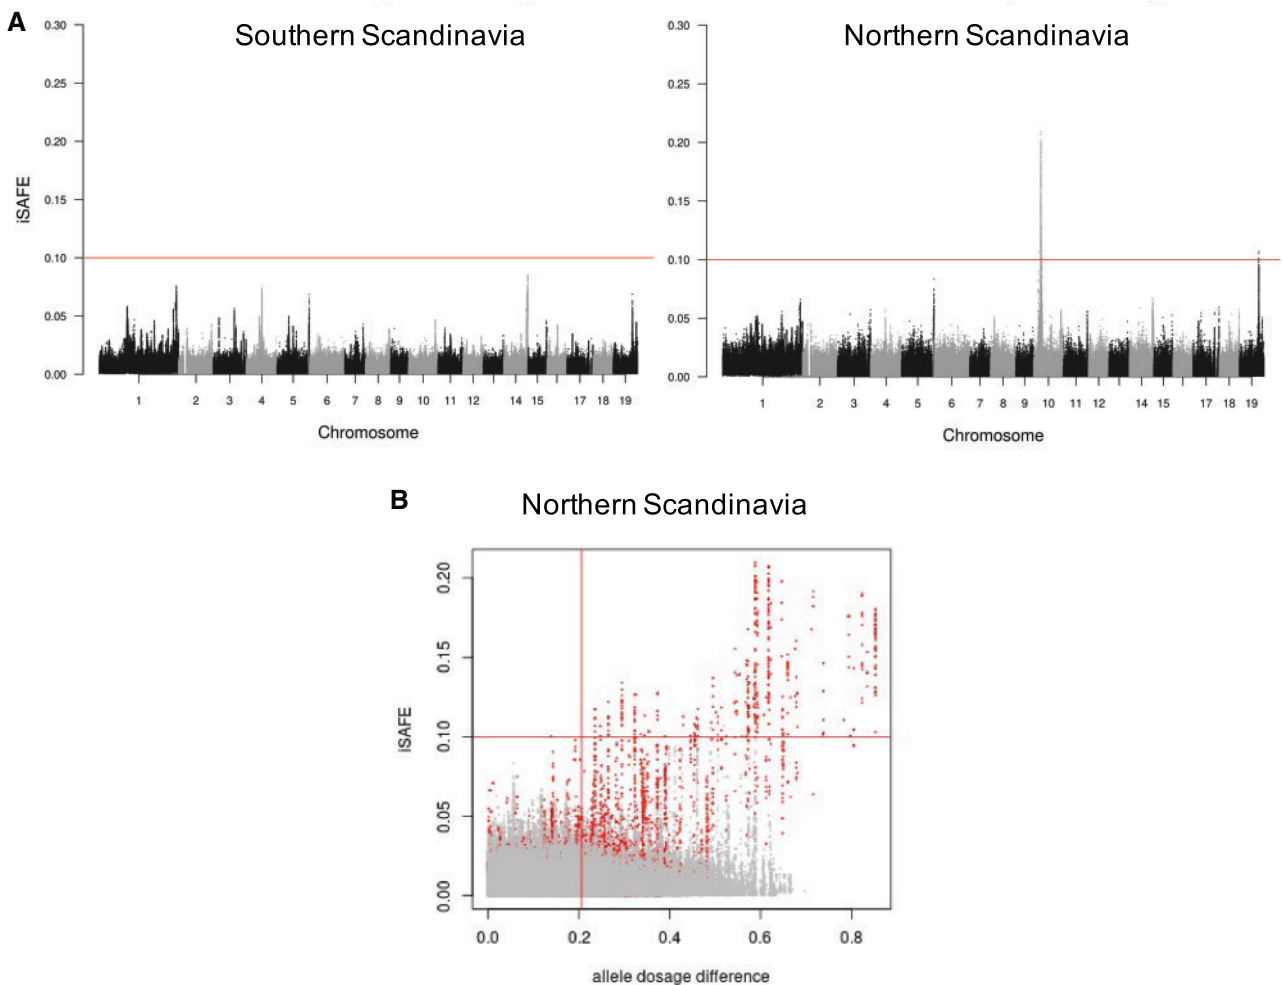 A
Southern Scandinavia
Northern Scandinavia
iSAFE
0.30
0.25
0.20
0.15
0.10
0.05
0.00
1 2 3 4 5 6 7 8 9 10 11 12 14 15 17 18 19
Chromosome
0.30
0.25
0.20
0.15
0.10
0.05
0.00
1 2 3 4 5 6 7 8 9 10 11 12 14 15 17 18 19
Chromosome
B
Northern Scandinavia
iSAFE
0.20
0.15
0.10
0.05
0.00
0.0 0.2 0.4 0.6 0.8
allele dosage difference